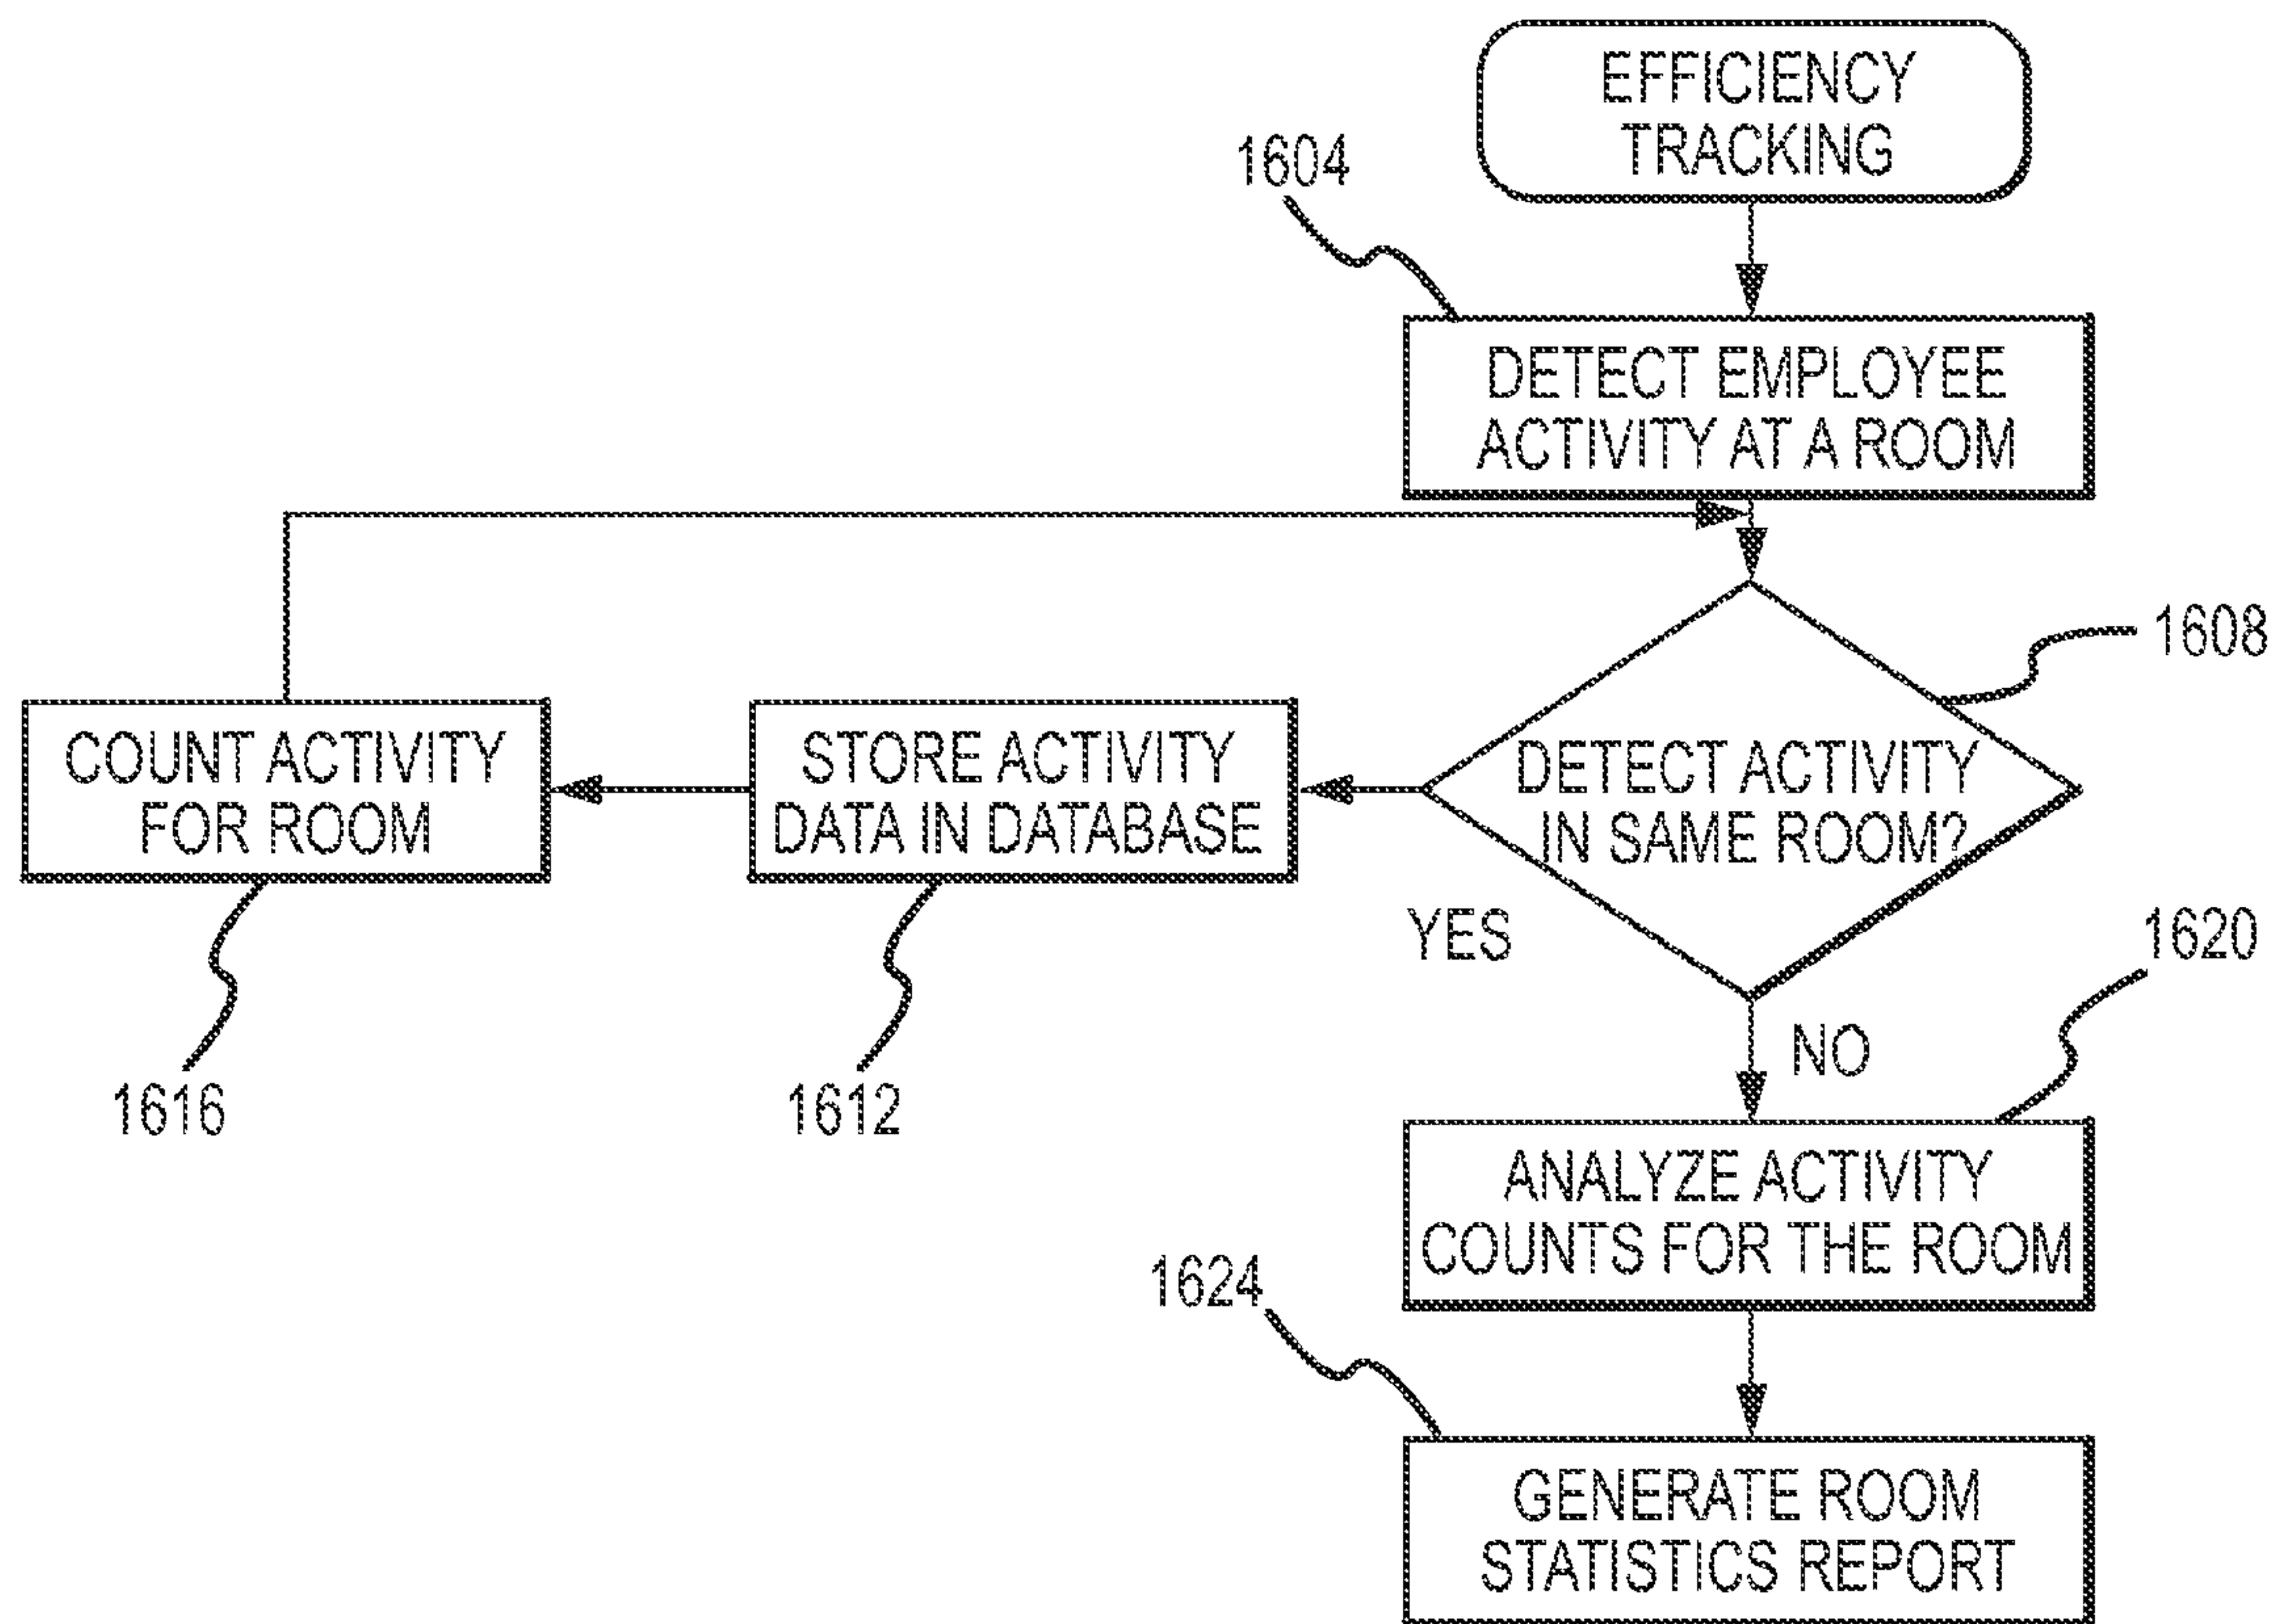 EFFICIENCY
TRACKING
1604
DETECT EMPLOYEE
ACTIVITY AT A ROOM
1608
DETECT ACTIVITY
IN SAME ROOM?
YES
STORE ACTIVITY
DATA IN DATABASE
1612
COUNT ACTIVITY
FOR ROOM
1616
NO
1620
ANALYZE ACTIVITY
COUNTS FOR THE ROOM
1624
GENERATE ROOM
STATISTICS REPORT